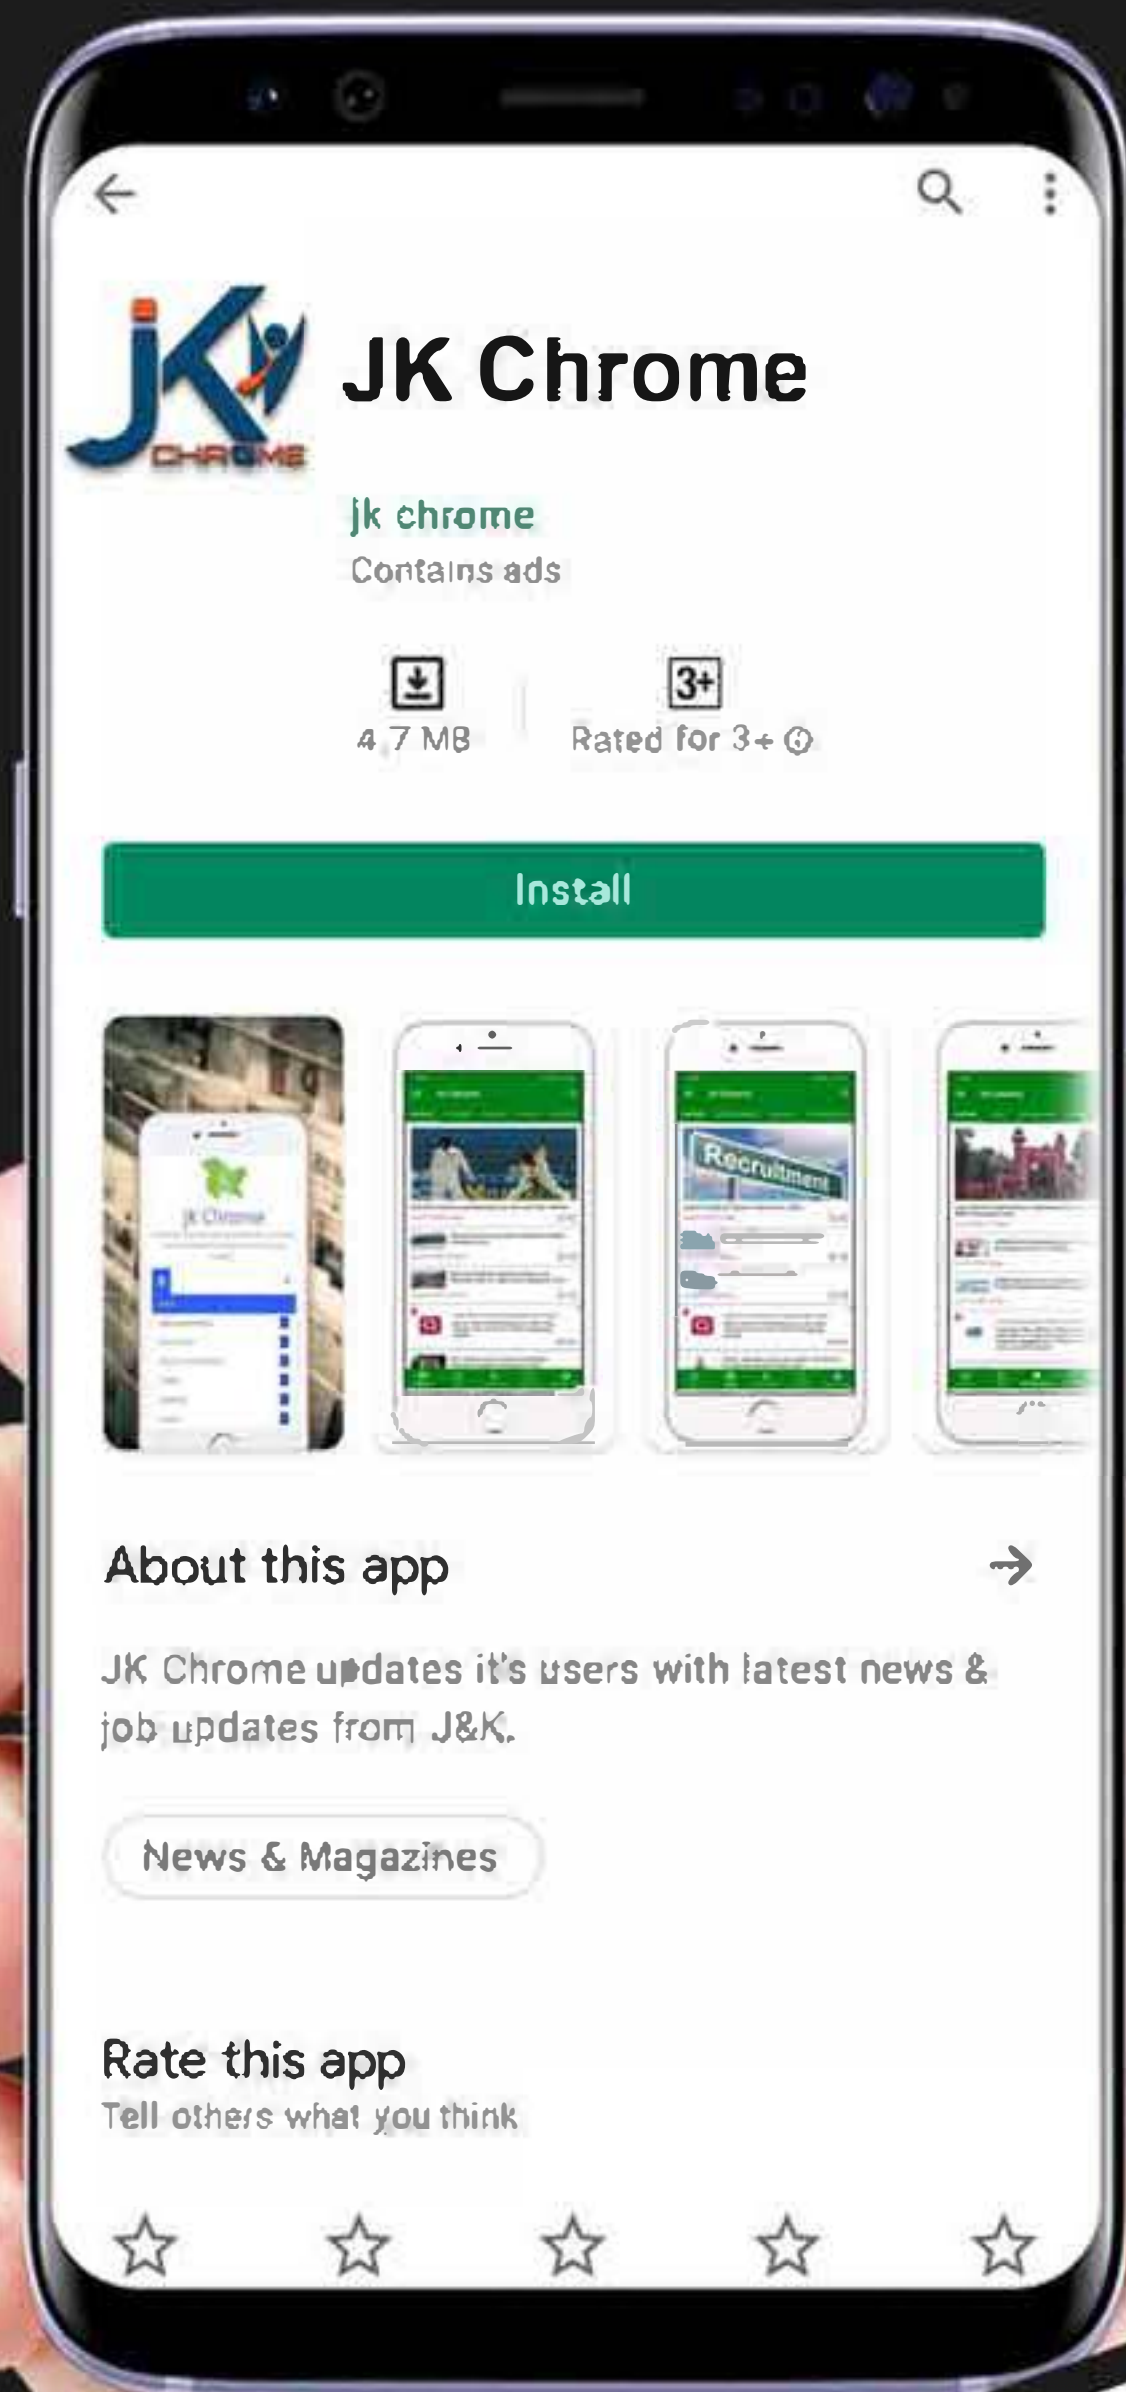 JK
CHROME
JK Chrome
jk chrome
Contains ads
3+
4.7 MB
Rated for 3+
Install
Jk Chrome
Recruitment
About this app
JK Chrome updates it's users with latest news &
job updates from J&K.
News & Magazines
Rate this app
Tell others what you think